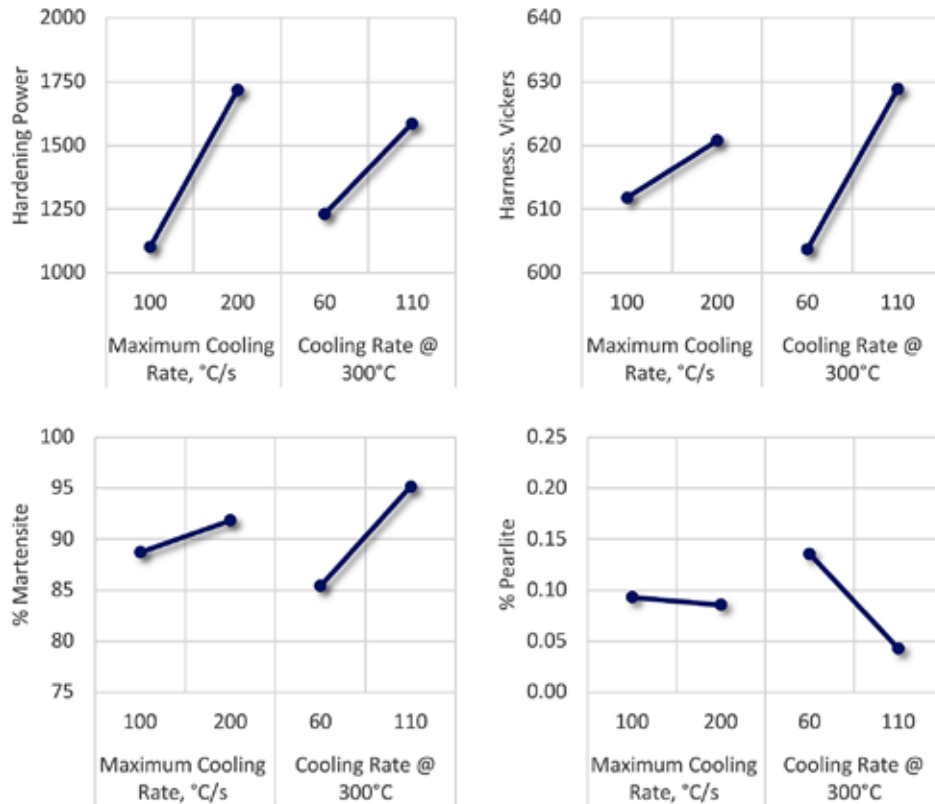 Hardening Power
2000
1750
1500
1250
1000
100 200 60 110
Maximum Cooling Rate, °C/s
Cooling Rate @ 300°C
Harness. Vickers
640
630
620
610
600
100 200 60 110
Maximum Cooling Rate, °C/s
Cooling Rate @ 300°C
% Martensite
100
95
90
85
80
75
100 200 60 110
Maximum Cooling Rate, °C/s
Cooling Rate @ 300°C
% Pearlite
0.25
0.20
0.15
0.10
0.05
0.00
100 200 60 110
Maximum Cooling Rate, °C/s
Cooling Rate @ 300°C